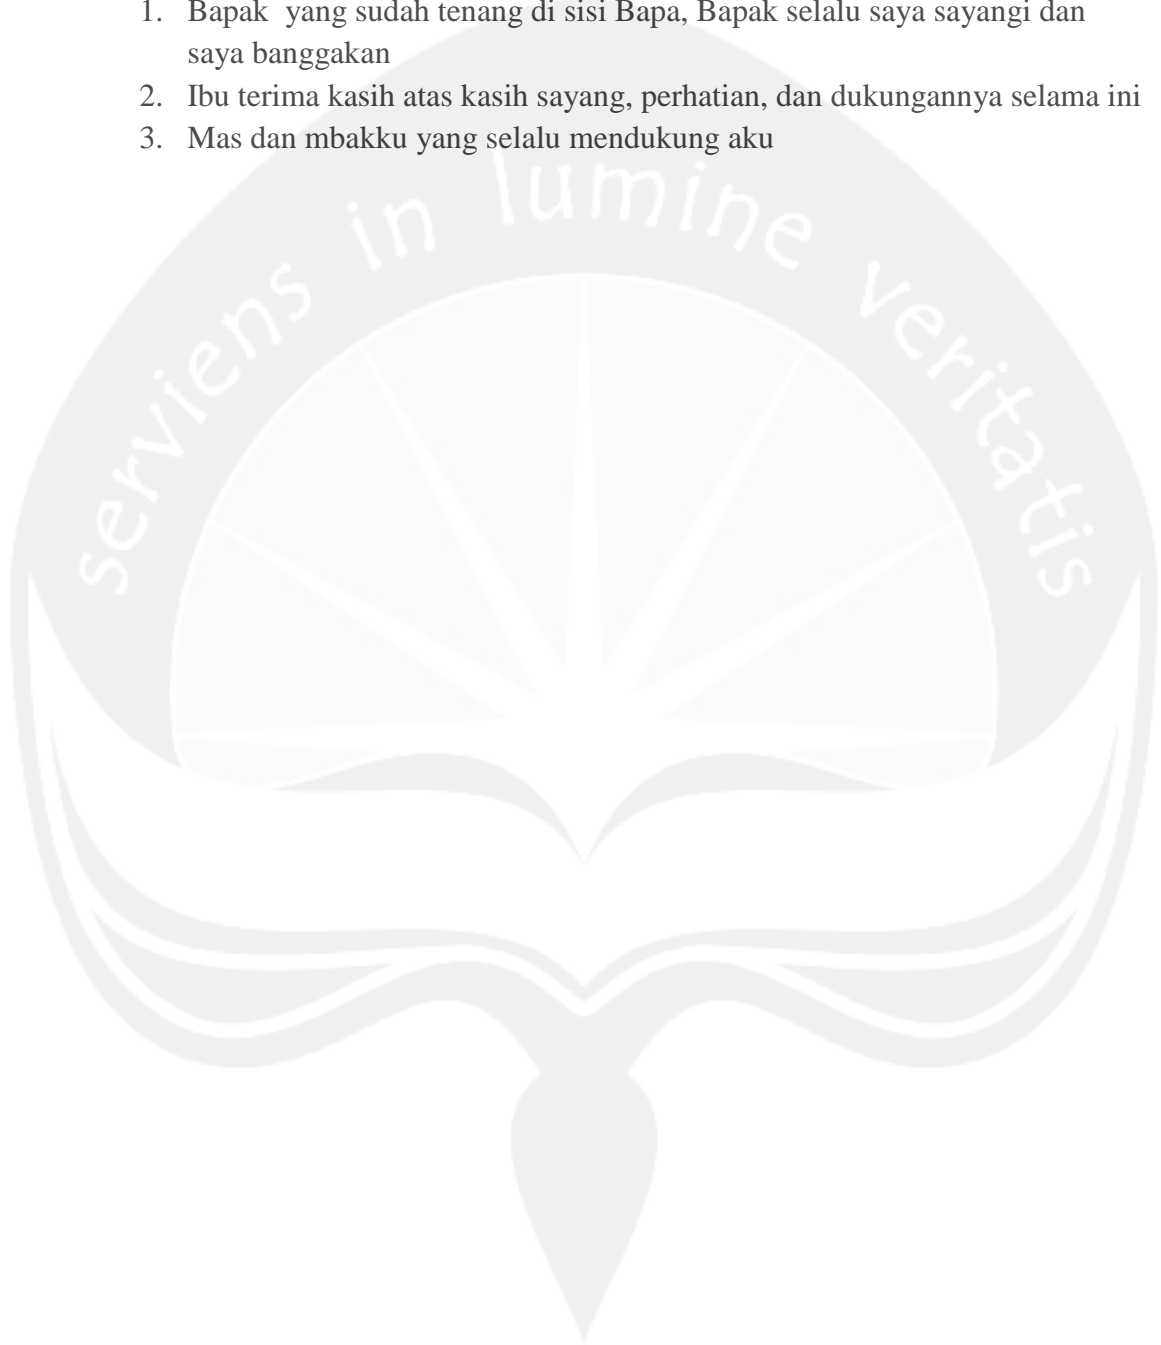 1. Bapak  yang sudah tenang di sisi Bapa, Bapak selalu saya sayangi dan
saya banggakan
2. Ibu terima kasih atas kasih sayang, perhatian, dan dukungannya selama ini
3. Mas dan mbakku yang selalu mendukung aku
serviens in lumine veritatis